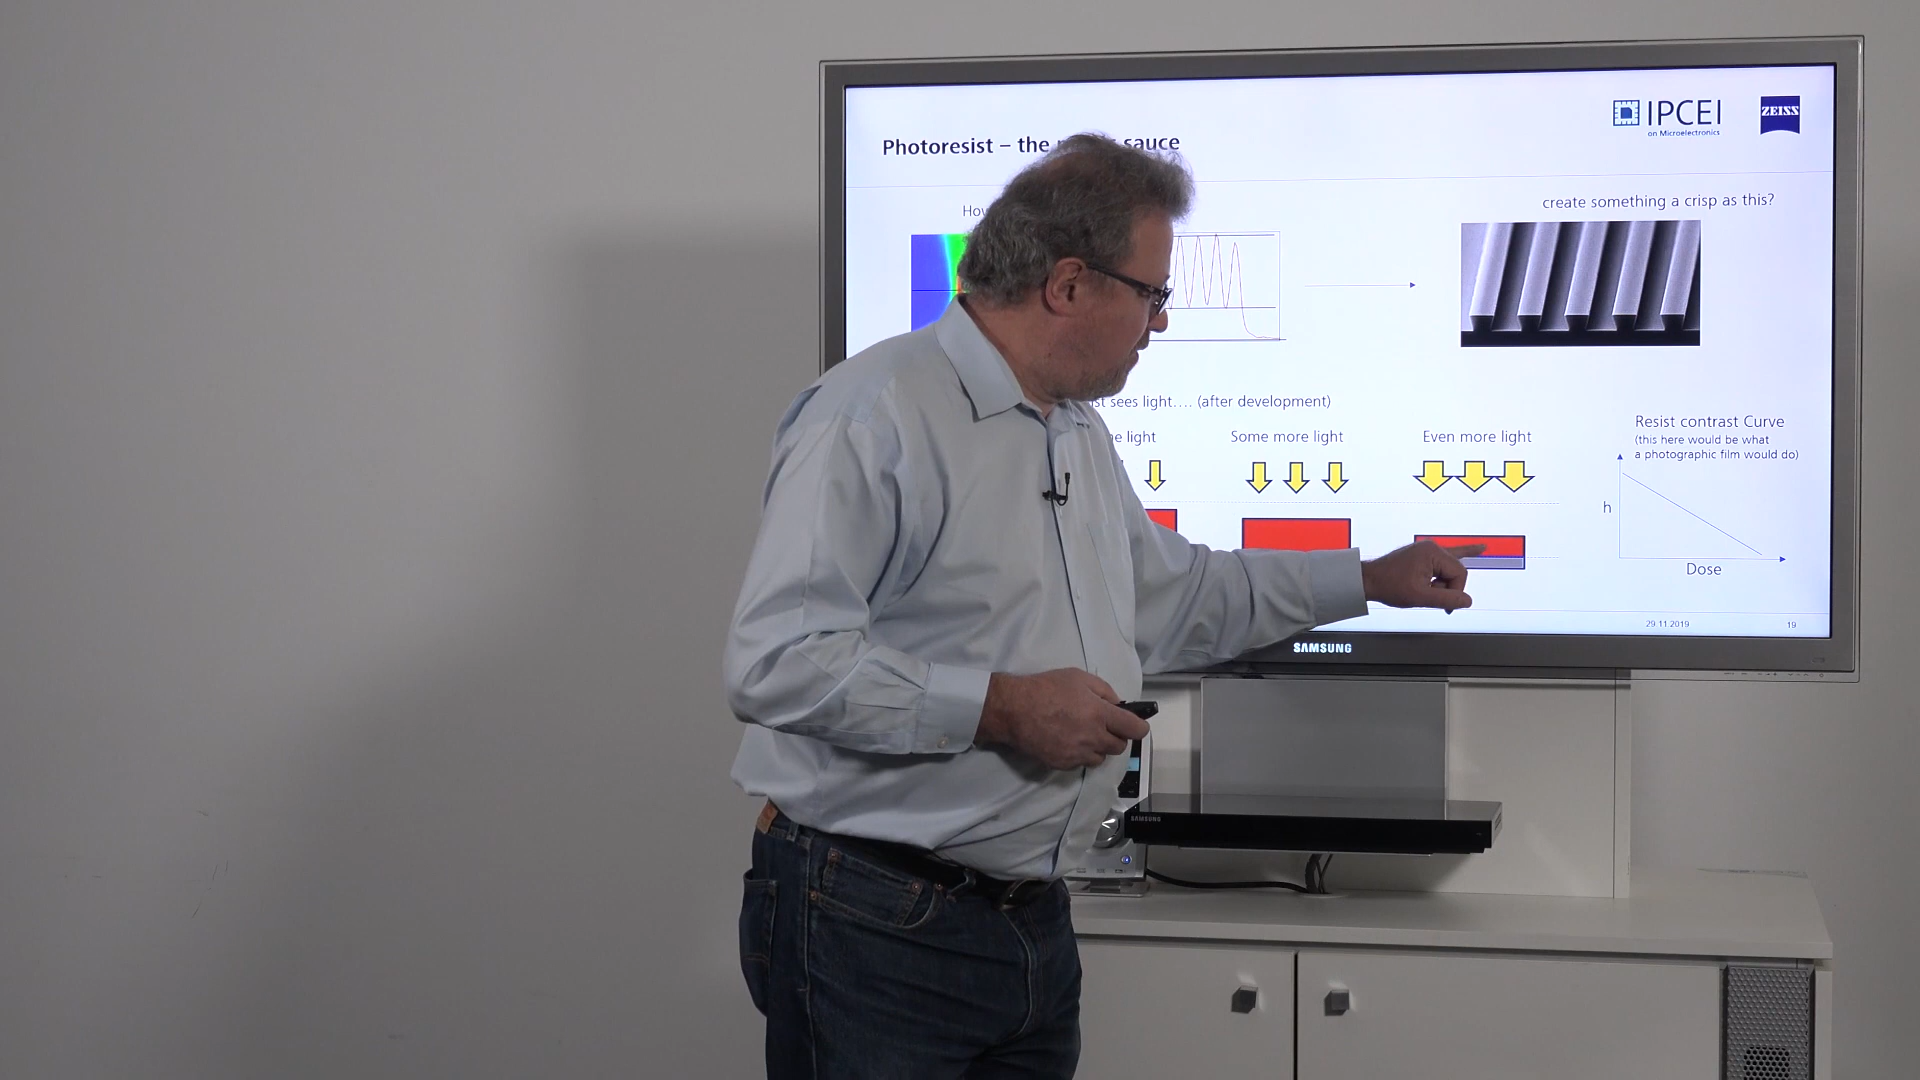 IPCEI
on Microelectronics
ZEISS
Photoresist – the sauce
create something a crisp as this?
sees light.... (after development)
light
Some more light
Even more light
Resist contrast Curve
(this here would be what
a photographic film would do)
h
Dose
29.11.2019
19
SAMSUNG
SAMSUNG